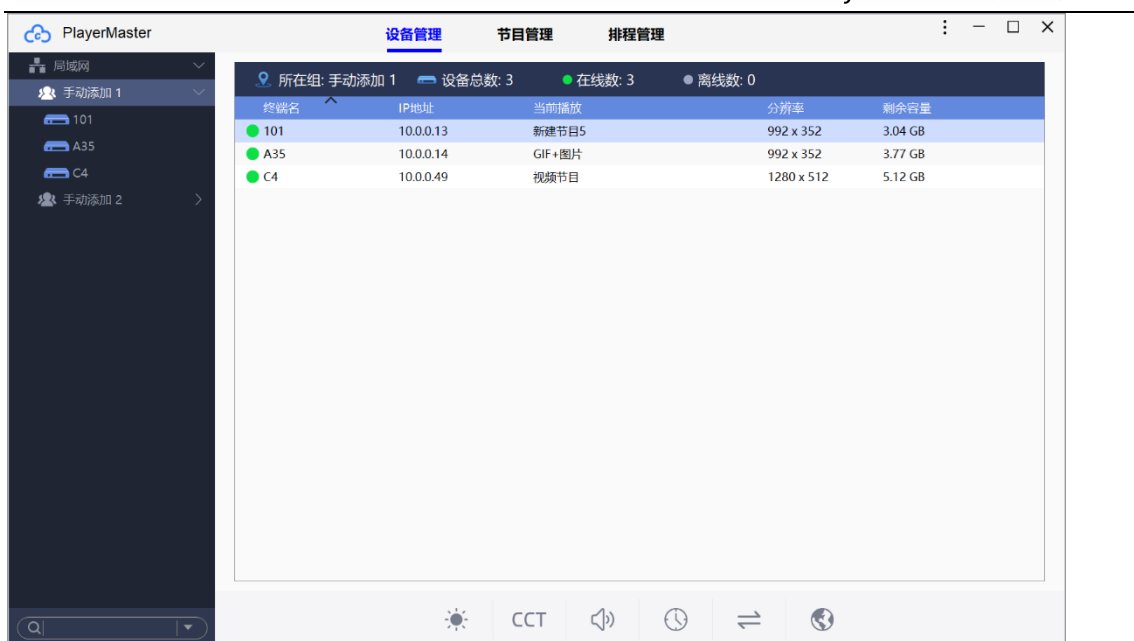 PlayerMaster
设备管理 节目管理 排程管理
局域网
手动添加 1
101
A35
C4
手动添加 2
所在组: 手动添加 1 设备总数: 3 在线数: 3 离线数: 0
终端名 IP地址 当前播放 分辨率 剩余容量
101 10.0.0.13 新建节目5 992 x 352 3.04 GB
A35 10.0.0.14 GIF+图片 992 x 352 3.77 GB
C4 10.0.0.49 视频节目 1280 x 512 5.12 GB
CCT